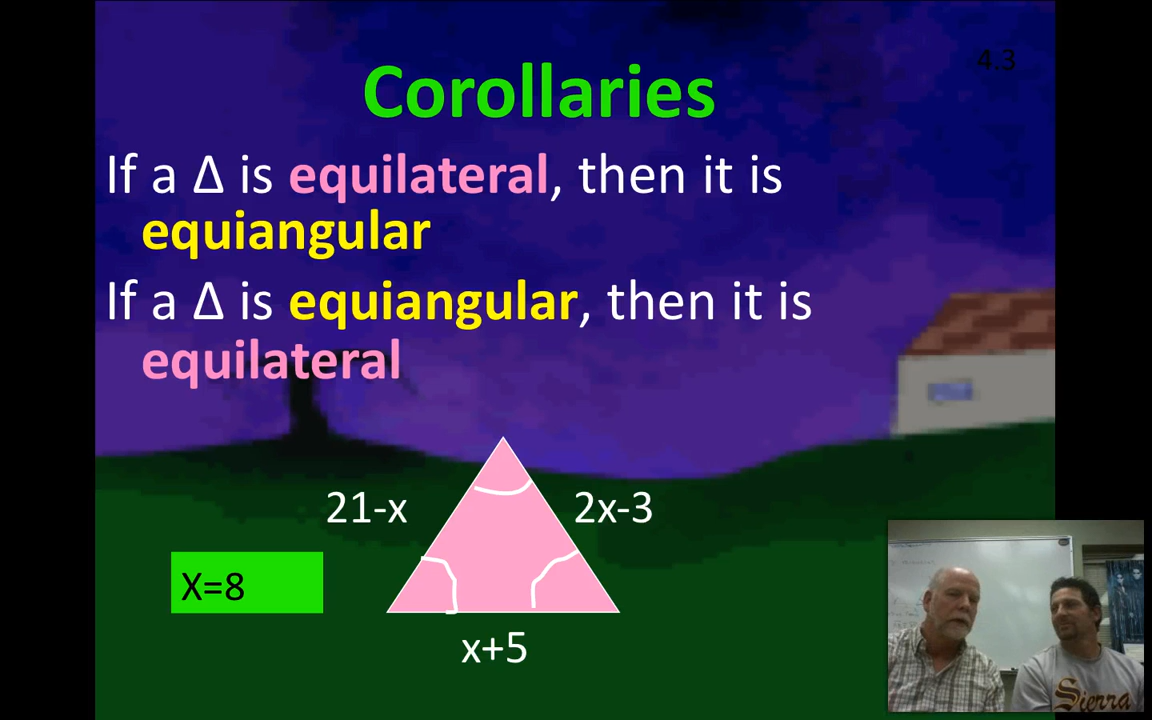 4.3
Corollaries
If a Δ is equilateral, then it is
equiangular
If a Δ is equiangular, then it is
equilateral
21-x
2x-3
X=8
x+5
Sierra